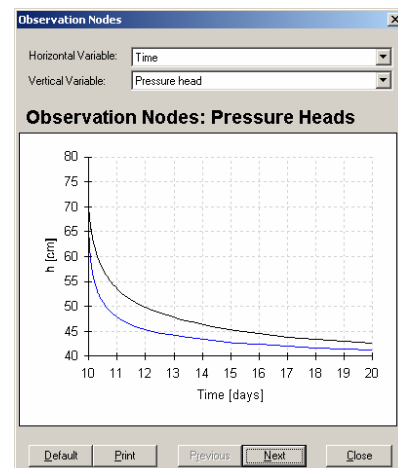 Observation Nodes
Horizontal Variable: Time
Vertical Variable: Pressure head
Observation Nodes: Pressure Heads
80
75
70
65
60
55
50
45
40
h [cm]
10 11 12 13 14 15 16 17 18 19 20
Time [days]
Default Print Previous Next Close